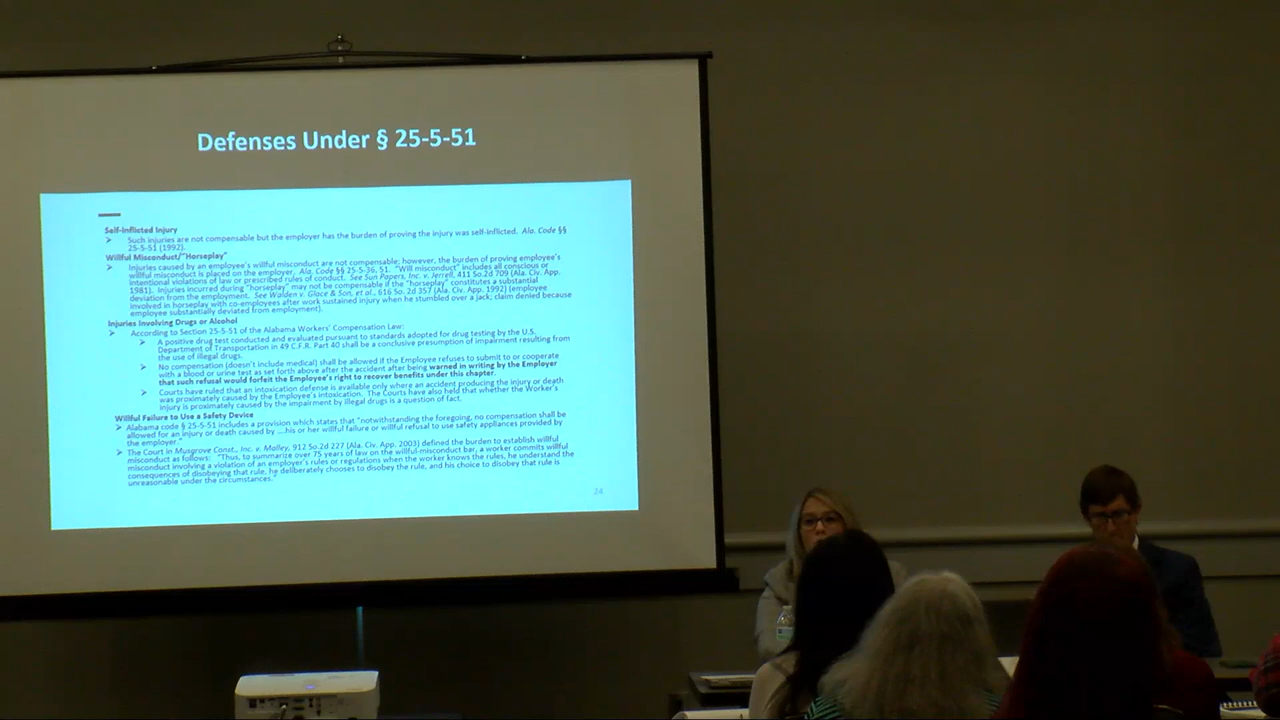 Defenses Under § 25-5-51
Self-Inflicted Injury
➤ Such injuries are not compensable but the employer has the burden of proving the injury was self-inflicted. Ala. Code §§
25-5-51 (1992).
Willful Misconduct/"Horseplay"
➤ Injuries caused by an employee's willful misconduct are not compensable; however, the burden of proving employee's
willful misconduct is placed on the employer. Ala. Code §§ 25-5-36, 51. "Will misconduct" includes all conscious or
intentional violations of law or prescribed rules of conduct. See Sun Papers, Inc. v. Jerrell, 411 So.2d 709 (Ala. Civ. App.
1981). Injuries incurred during "horseplay" may not be compensable if the "horseplay" constitutes a substantial
deviation from the employment. See Walden v. Glace & Son, et al., 616 So. 2d 357 (Ala. Civ. App. 1992) (employee
involved in horseplay with co-employees after work sustained injury when he stumbled over a jack; claim denied because
employee substantially deviated from employment).
Injuries Involving Drugs or Alcohol
➤ According to Section 25-5-51 of the Alabama Workers' Compensation Law:
➤ A positive drug test conducted and evaluated pursuant to standards adopted for drug testing by the U.S.
Department of Transportation in 49 C.F.R. Part 40 shall be a conclusive presumption of impairment resulting from
the use of illegal drugs.
➤ No compensation (doesn't include medical) shall be allowed if the Employee refuses to submit to or cooperate
with a blood or urine test as set forth above after the accident after being warned in writing by the Employer
that such refusal would forfeit the Employee's right to recover benefits under this chapter.
➤ Courts have ruled that an intoxication defense is available only where an accident producing the injury or death
was proximately caused by the Employee's intoxication. The Courts have also held that whether the Worker's
injury is proximately caused by the impairment by illegal drugs is a question of fact.
Willful Failure to Use a Safety Device
➤ Alabama code § 25-5-51 includes a provision which states that "notwithstanding the foregoing, no compensation shall be
allowed for an injury or death caused by ....his or her willful failure or willful refusal to use safety appliances provided by
the employer."
➤ The Court in Musgrove Const., Inc. v. Malley, 912 So.2d 227 (Ala. Civ. App. 2003) defined the burden to establish willful
misconduct as follows: "Thus, to summarize over 75 years of law on the willful-misconduct bar, a worker commits willful
misconduct involving a violation of an employer's rules or regulations when the worker knows the rules, he understand the
consequences of disobeying that rule, he deliberately chooses to disobey the rule, and his choice to disobey that rule is
unreasonable under the circumstances."
24